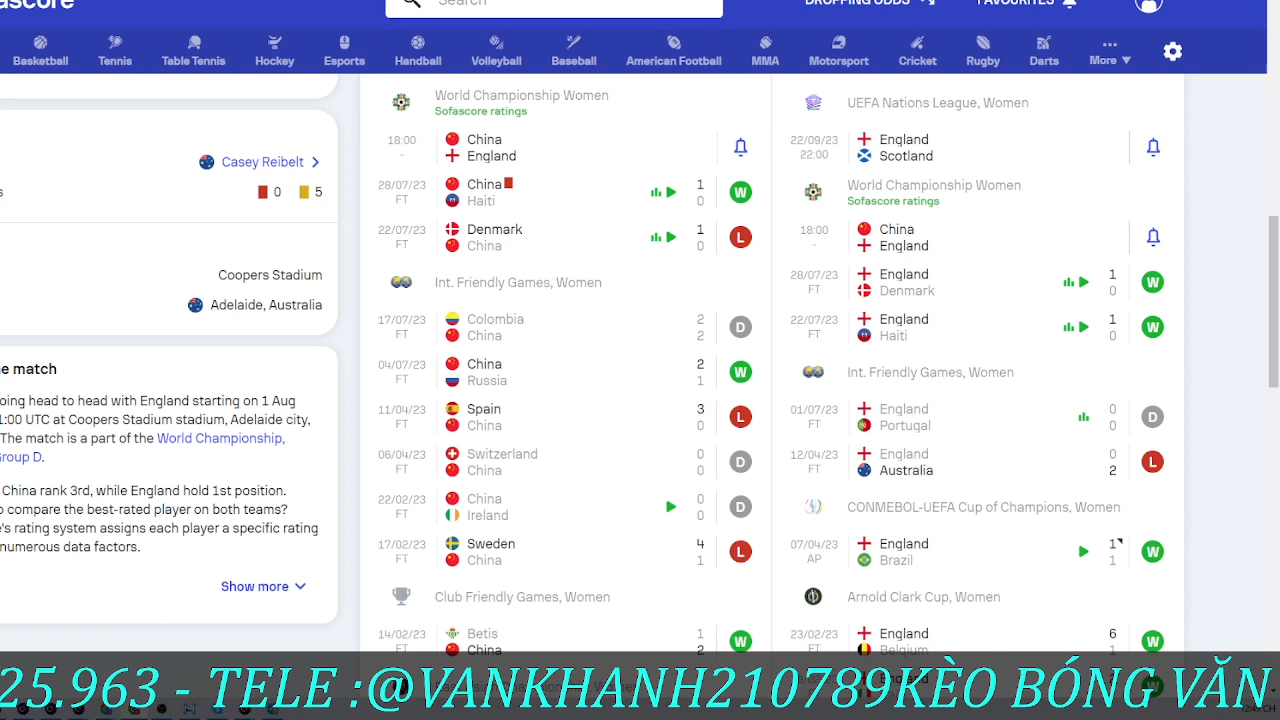 ascore
Search
DROPPING ODDS
FAVOURITES
Basketball
Tennis
Table Tennis
Hockey
Esports
Handball
Volleyball
Baseball
American Football
MMA
Motorsport
Cricket
Rugby
Darts
More
Casey Reibelt
s
0
5
Coopers Stadium
Adelaide, Australia
e match
oing head to head with England starting on 1 Aug
1:00 UTC at Coopers Stadium stadium, Adelaide city,
The match is a part of the World Championship,
roup D.
China rank 3rd, while England hold 1st position.
o compare the best-rated player on both teams?
e's rating system assigns each player a specific rating
numerous data factors.
Show more
World Championship Women
Sofascore ratings
18:00 China
- England
28/07/23 China 1 W
FT Haiti 0
22/07/23 Denmark 1 L
FT China 0
Int. Friendly Games, Women
17/07/23 Colombia 2 D
FT China 2
04/07/23 China 2 W
FT Russia 1
11/04/23 Spain 3 L
FT China 0
06/04/23 Switzerland 0 D
FT China 0
22/02/23 China 0 D
FT Ireland 0
17/02/23 Sweden 4 L
FT China 1
Club Friendly Games, Women
14/02/23 Betis 1 W
FT China 2
UEFA Nations League, Women
22/09/23 England
22:00 Scotland
World Championship Women
Sofascore ratings
18:00 China
- England
28/07/23 England 1 W
FT Denmark 0
22/07/23 England 1 W
FT Haiti 0
Int. Friendly Games, Women
01/07/23 England 0 D
FT Portugal 0
12/04/23 England 0 L
FT Australia 2
CONMEBOL-UEFA Cup of Champions, Women
07/04/23 England 1 W
AP Brazil 1
Arnold Clark Cup, Women
23/02/23 England 6 W
FT Belgium 1
25.963 - TELE :@VANKHANH210789KÈO BÓNG VĂN